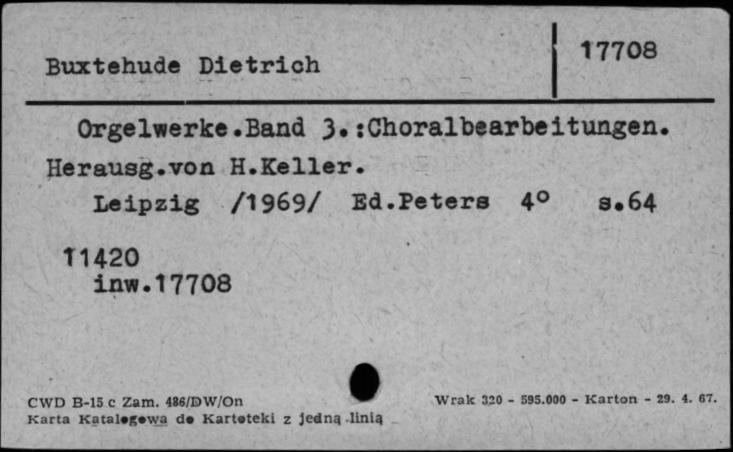 17708
Buxtehude Dietrich
Orgelwerke.Band 3.:Choralbearbeitungen.
Herausg.von H.Keller.
Leipzig /1969/ Ed.Peters 4° s.64
11420
inw.17708
CWD B-15 c Zam. 486/DW/On
Wrak 320 - 595.000 - Karton - 29. 4. 67.
Karta Katalogowa do Kartoteki z jedną linią